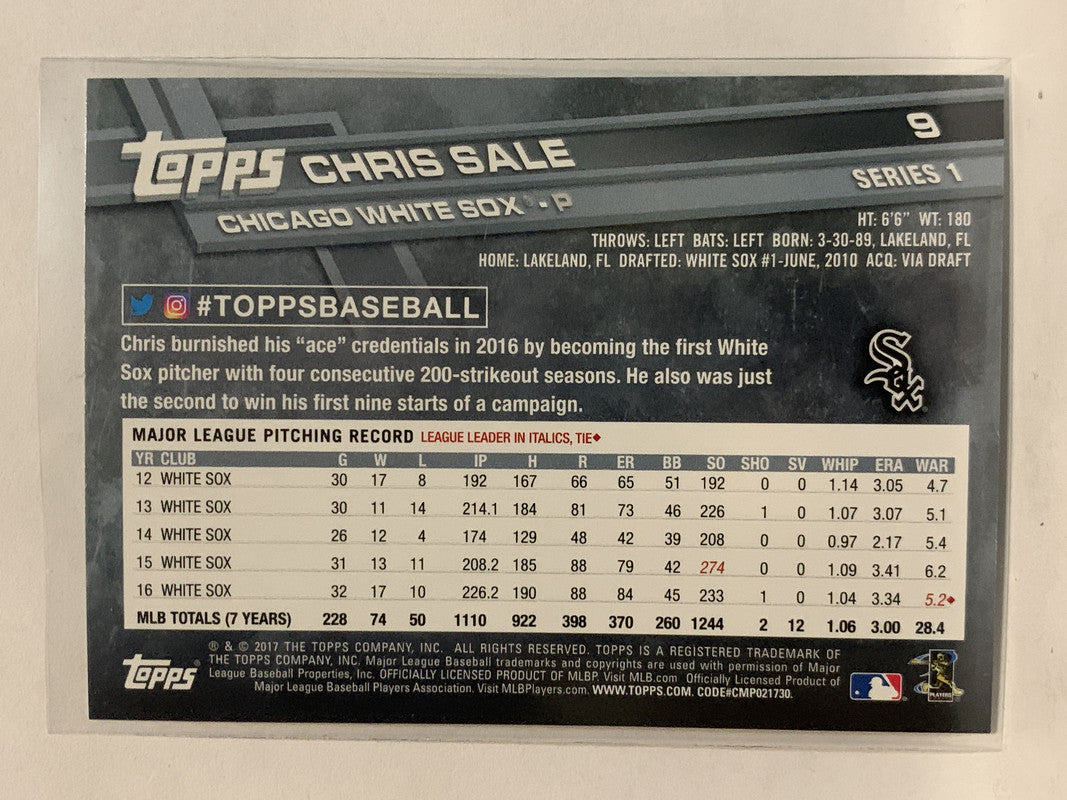 TOPPS CHRIS SALE 9
CHICAGO WHITE SOX • P SERIES 1
HT: 6'6" WT: 180
THROWS: LEFT BATS: LEFT BORN: 3-30-89, LAKELAND, FL
HOME: LAKELAND, FL DRAFTED: WHITE SOX #1-JUNE, 2010 ACQ: VIA DRAFT
#TOPPSBASEBALL
Chris burnished his "ace" credentials in 2016 by becoming the first White
Sox pitcher with four consecutive 200-strikeout seasons. He also was just
the second to win his first nine starts of a campaign.
Sox
MAJOR LEAGUE PITCHING RECORD LEAGUE LEADER IN ITALICS, TIE◆
YR CLUB G W L IP H R ER BB SO SHO SV WHIP ERA WAR
12 WHITE SOX 30 17 8 192 167 66 65 51 192 0 0 1.14 3.05 4.7
13 WHITE SOX 30 11 14 214.1 184 81 73 46 226 1 0 1.07 3.07 5.1
14 WHITE SOX 26 12 4 174 129 48 42 39 208 0 0 0.97 2.17 5.4
15 WHITE SOX 31 13 11 208.2 185 88 79 42 274 0 0 1.09 3.41 6.2
16 WHITE SOX 32 17 10 226.2 190 88 84 45 233 1 0 1.04 3.34 5.2◆
MLB TOTALS (7 YEARS) 228 74 50 1110 922 398 370 260 1244 2 12 1.06 3.00 28.4
® & © 2017 THE TOPPS COMPANY, INC. ALL RIGHTS RESERVED. TOPPS IS A REGISTERED TRADEMARK OF
THE TOPPS COMPANY, INC. Major League Baseball trademarks and copyrights are used with permission of Major
League Baseball Properties, Inc. OFFICIALLY LICENSED PRODUCT OF MLBP. Visit MLB.com Officially Licensed Product of
Major League Baseball Players Association. Visit MLBPlayers.com. WWW.TOPPS.COM. CODE#CMP021730.
TOPPS
PLAYERS